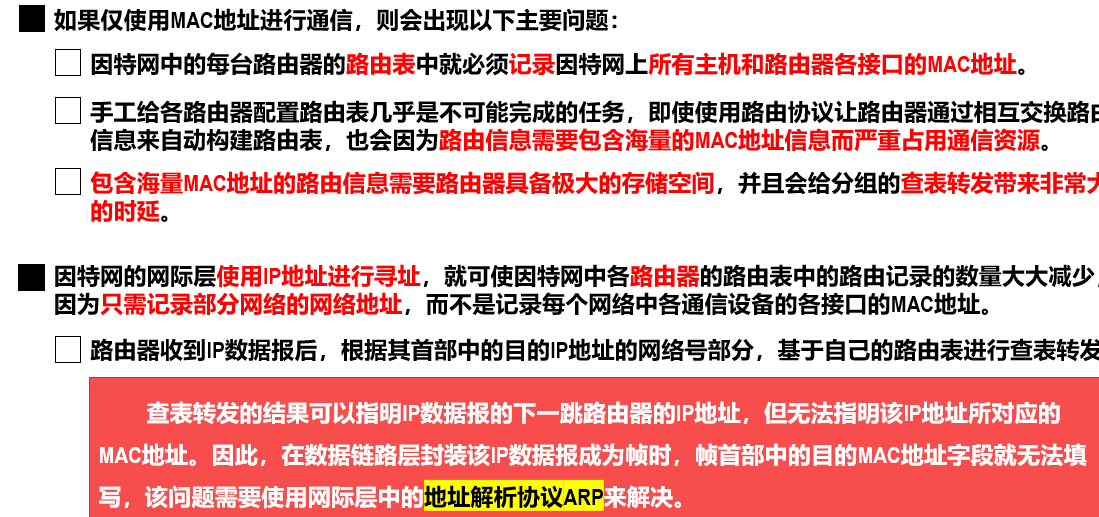 如果仅使用MAC地址进行通信，则会出现以下主要问题：
因特网中的每台路由器的路由表中就必须记录因特网上所有主机和路由器各接口的MAC地址。
手工给各路由器配置路由表几乎是不可能完成的任务，即使使用路由协议让路由器通过相互交换路由
信息来自动构建路由表，也会因为路由信息需要包含海量的MAC地址信息而严重占用通信资源。
包含海量MAC地址的路由信息需要路由器具备极大的存储空间，并且会给分组的查表转发带来非常大
的时延。
因特网的网际层使用IP地址进行寻址，就可使因特网中各路由器的路由表中的路由记录的数量大大减少，
因为只需记录部分网络的网络地址，而不是记录每个网络中各通信设备的各接口的MAC地址。
路由器收到IP数据报后，根据其首部中的目的IP地址的网络号部分，基于自己的路由表进行查表转发
查表转发的结果可以指明IP数据报的下一跳路由器的IP地址，但无法指明该IP地址所对应的
MAC地址。因此，在数据链路层封装该IP数据报成为帧时，帧首部中的目的MAC地址字段就无法填
写，该问题需要使用网际层中的地址解析协议ARP来解决。